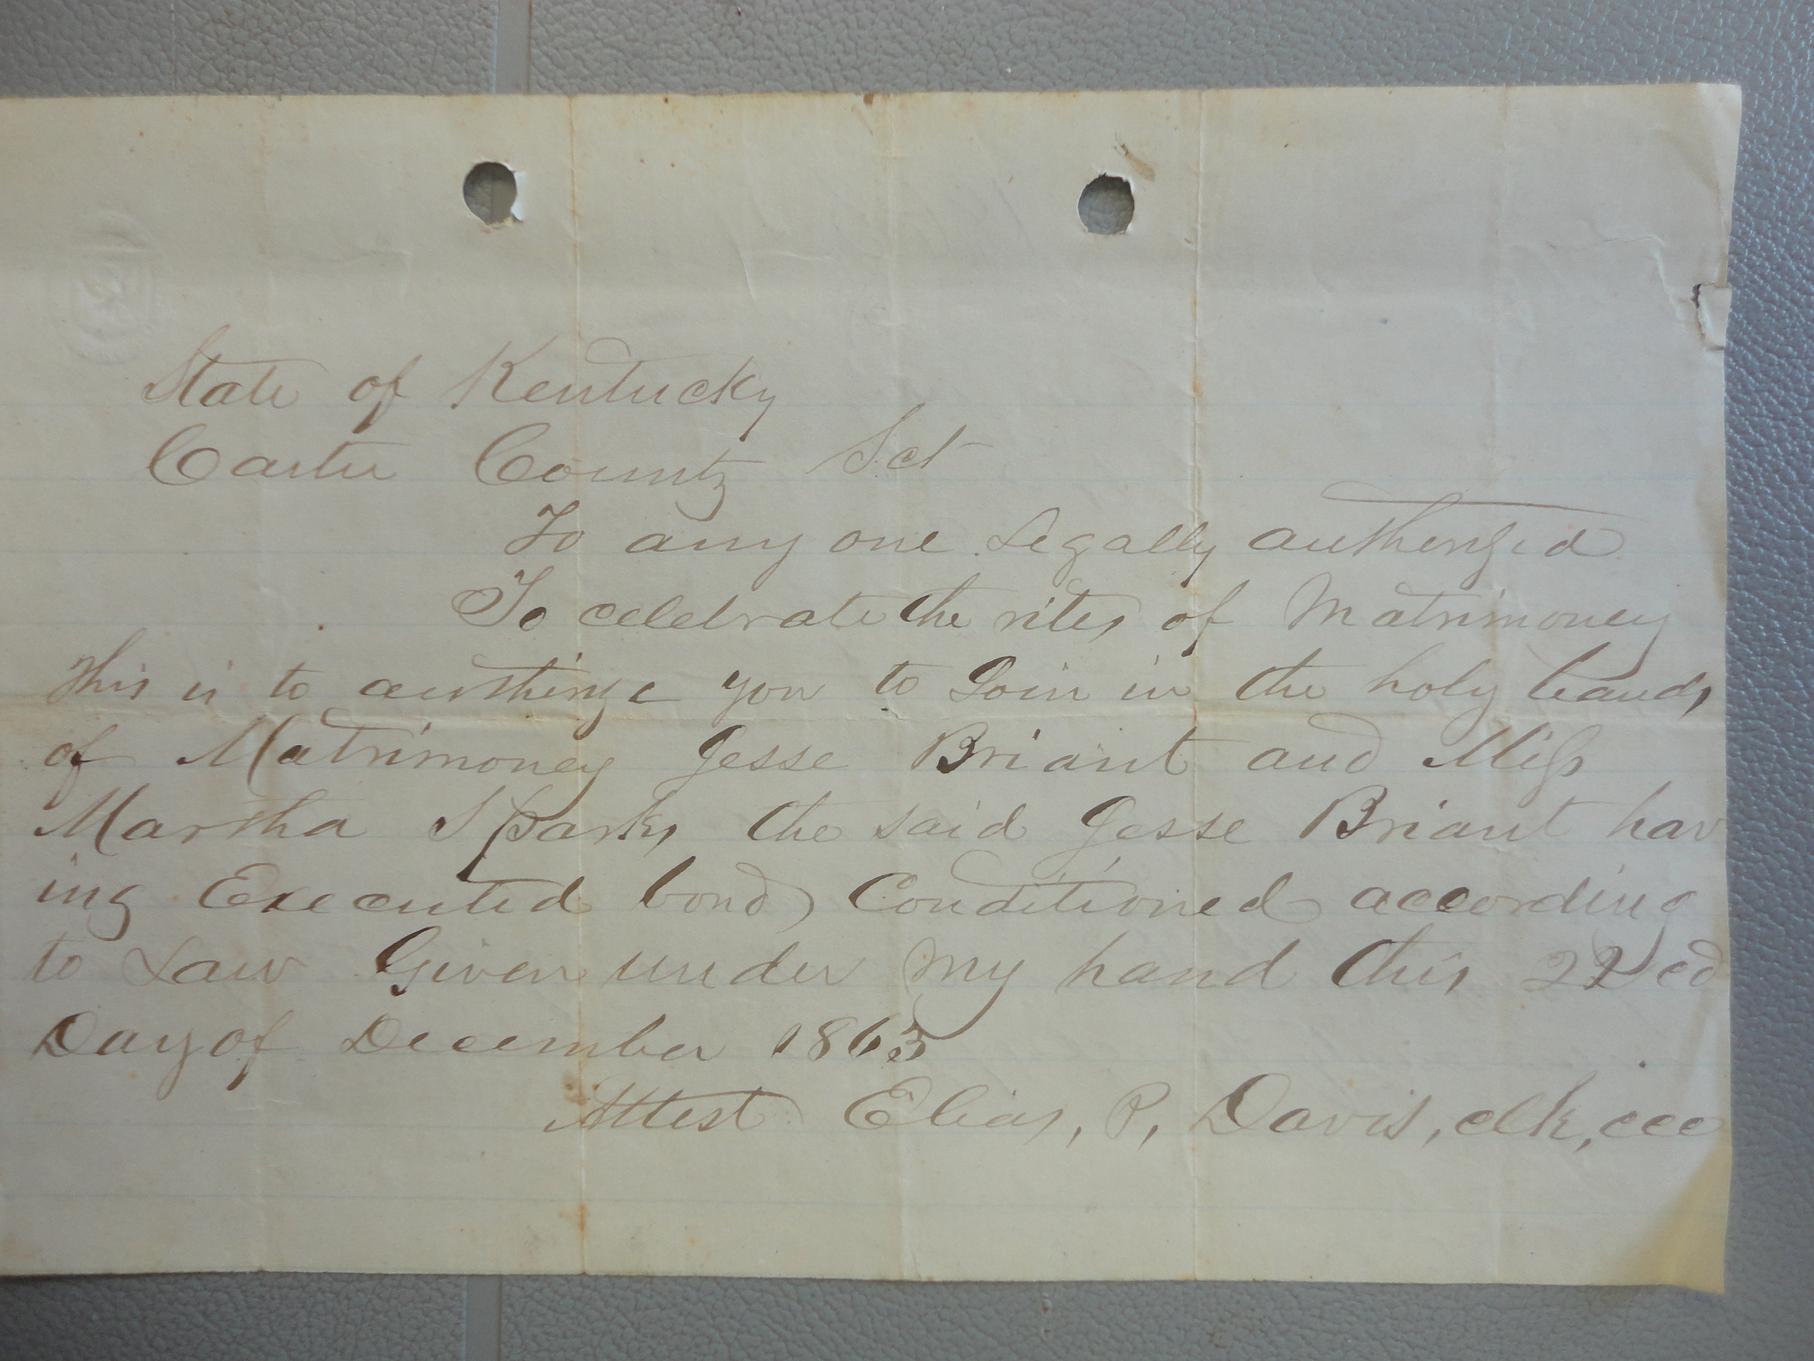 State of Kentucky
Carter County Sct
To any one Legally authorized
To celebrate the rites of Matrimoney
This is to authorize you to Join in the holy bands
of Matrimoney Jesse Briant and Miss
Martha Sparks the said Jesse Briant hav
ing Executed bond Conditioned according
to Law Given under my hand this 22ed
Day of December 1863
Attest Elias, P, Davis, clk, ccc